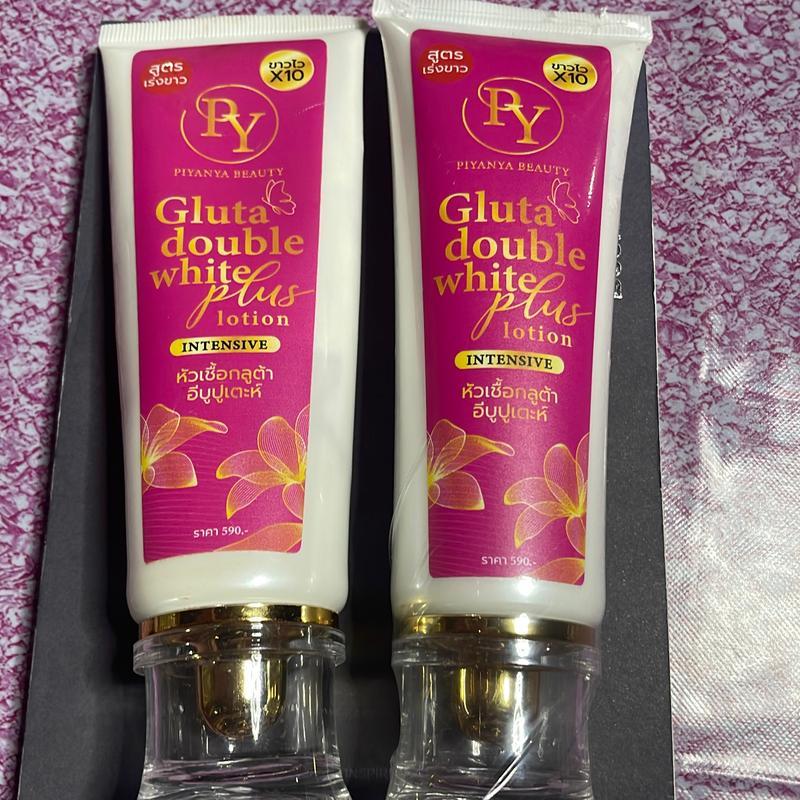 สูตร
เร่งขาว
ขาวไว
X10
PY
PIYANYA BEAUTY
Gluta
double
white
plus
lotion
INTENSIVE
หัวเชื้อกลูต้า
อีบูปูเตะห์
ราคา 590.-
สูตร
เร่งขาว
ขาวไว
X10
PY
PIYANYA BEAUTY
Gluta
double
white
plus
lotion
INTENSIVE
หัวเชื้อกลูต้า
อีบูปูเตะห์
ราคา 590.-